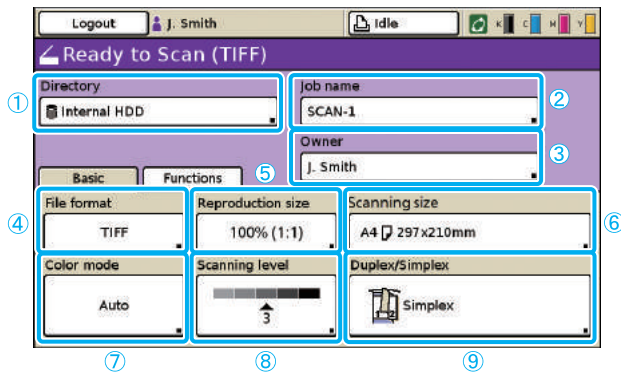 Logout J. Smith Idle K C M Y
Ready to Scan (TIFF)
Directory Job name
① Internal HDD SCAN-1 ②
Owner
J. Smith ③
Basic Functions ⑤
File format Reproduction size Scanning size
④ TIFF 100% (1:1) A4 297x210mm ⑥
Color mode Scanning level Duplex/Simplex
Auto 3 Simplex
⑦ ⑧ ⑨